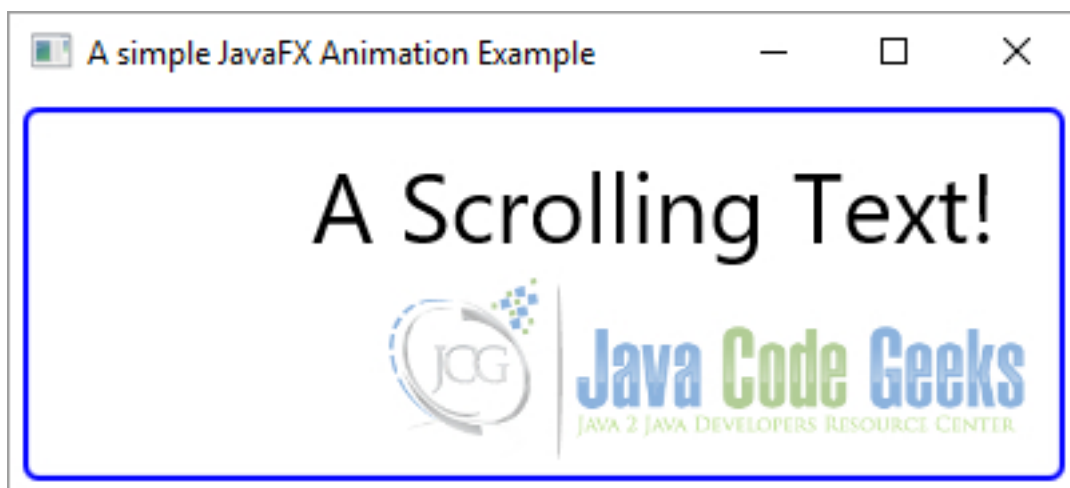 A simple JavaFX Animation Example
A Scrolling Text!
JCG
Java Code Geeks
JAVA 2 JAVA DEVELOPERS RESOURCE CENTER